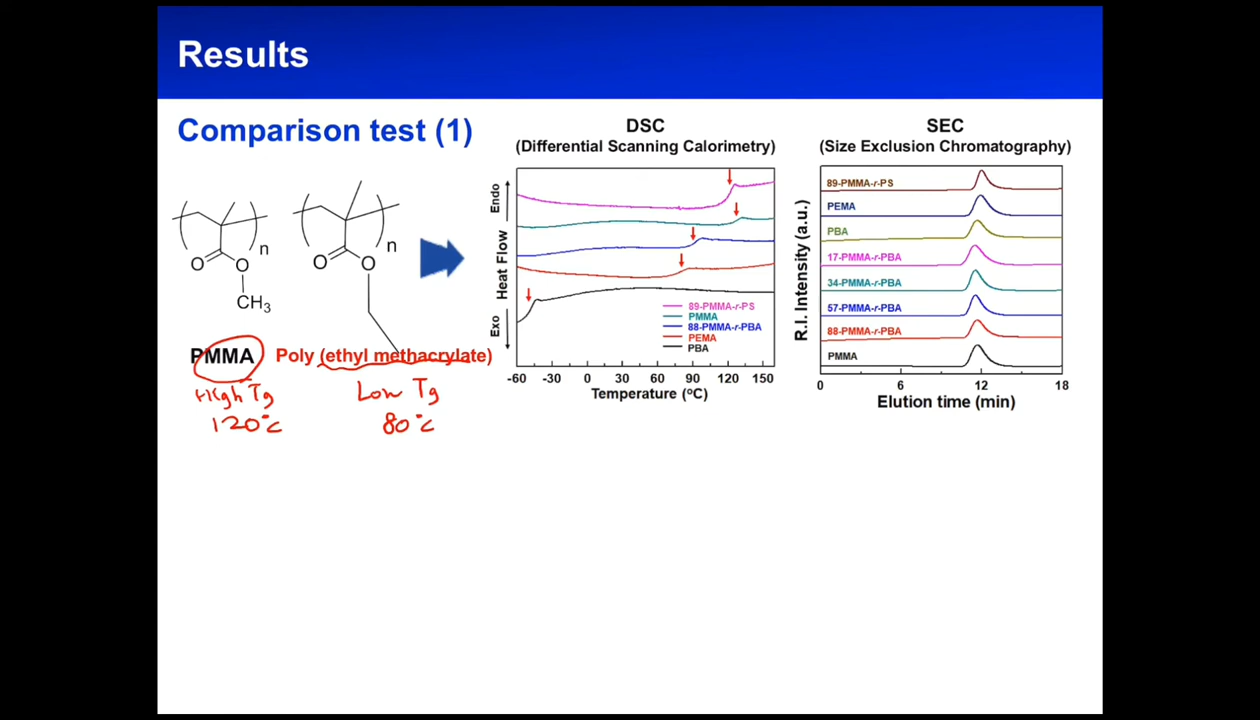 Results
Comparison test (1)
n
O
O
CH3
n
O
O
PMMA
Poly (ethyl methacrylate)
High Tg
120°C
Low Tg
80°C
DSC
(Differential Scanning Calorimetry)
Endo
Heat Flow
Exo
89-PMMA-r-PS
PMMA
88-PMMA-r-PBA
PEMA
PBA
-60 -30 0 30 60 90 120 150
Temperature (oC)
SEC
(Size Exclusion Chromatography)
R.I. Intensity (a.u.)
89-PMMA-r-PS
PEMA
PBA
17-PMMA-r-PBA
34-PMMA-r-PBA
57-PMMA-r-PBA
88-PMMA-r-PBA
PMMA
0 6 12 18
Elution time (min)